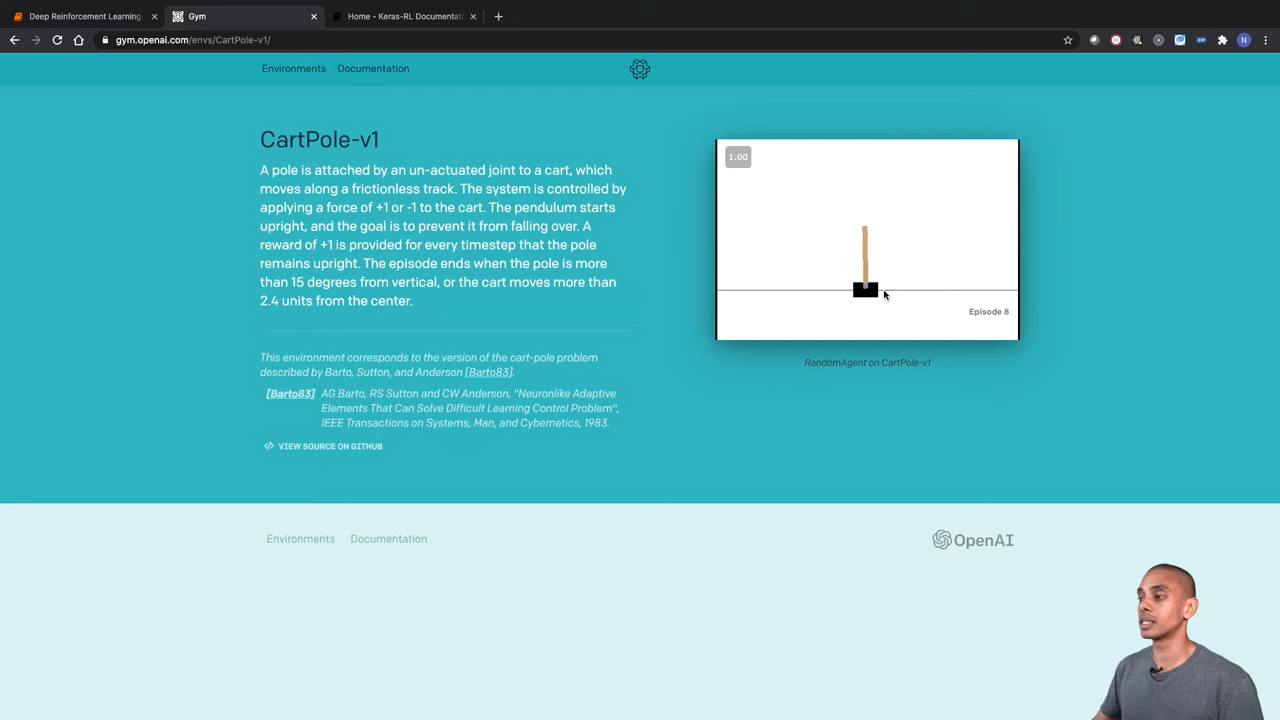 Deep Reinforcement Learning
Gym
Home - Keras-RL Documentat
gym.openai.com/envs/CartPole-v1/
N
Environments Documentation
CartPole-v1
A pole is attached by an un-actuated joint to a cart, which
moves along a frictionless track. The system is controlled by
applying a force of +1 or -1 to the cart. The pendulum starts
upright, and the goal is to prevent it from falling over. A
reward of +1 is provided for every timestep that the pole
remains upright. The episode ends when the pole is more
than 15 degrees from vertical, or the cart moves more than
2.4 units from the center.
1.00
Episode 8
RandomAgent on CartPole-v1
This environment corresponds to the version of the cart-pole problem
described by Barto, Sutton, and Anderson [Barto83].
[Barto83] AG Barto, RS Sutton and CW Anderson, "Neuronlike Adaptive
Elements That Can Solve Difficult Learning Control Problem",
IEEE Transactions on Systems, Man, and Cybernetics, 1983.
VIEW SOURCE ON GITHUB
Environments Documentation
OpenAI